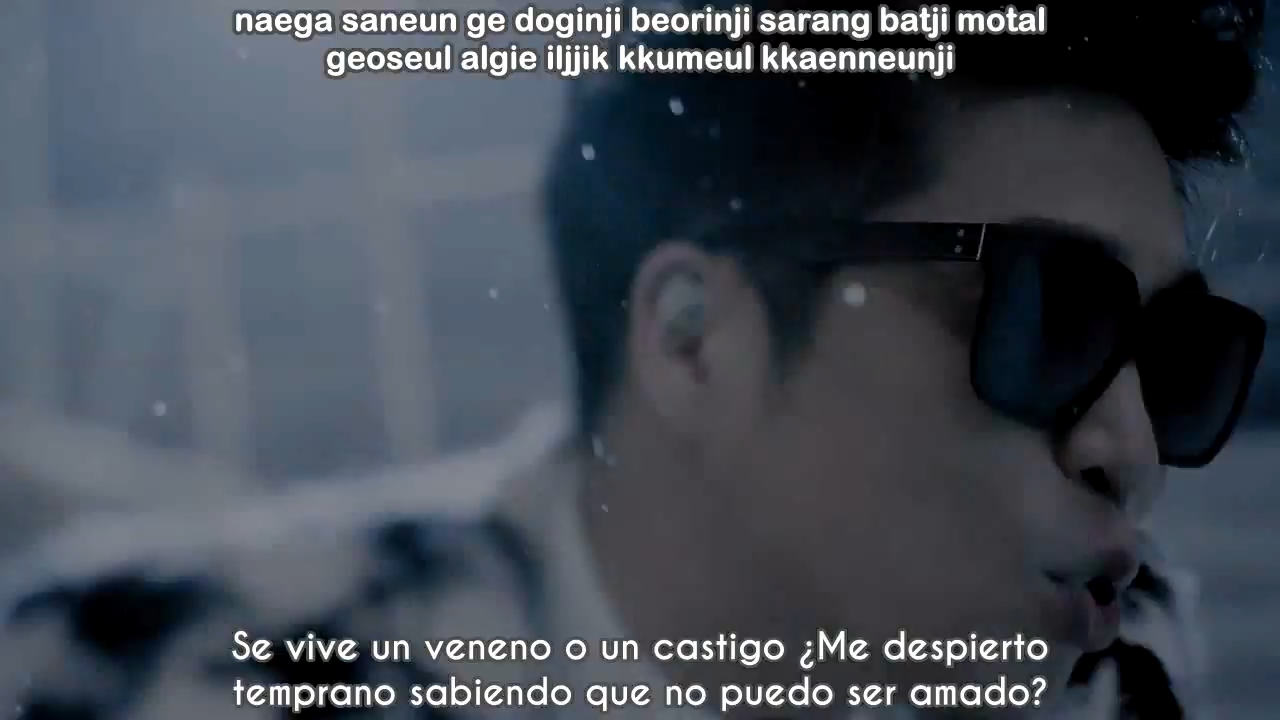 naega saneun ge doginji beorinji sarang batji motal
geoseul algie iljjik kkumeul kkaenneunji
Se vive un veneno o un castigo ¿Me despierto
temprano sabiendo que no puedo ser amado?